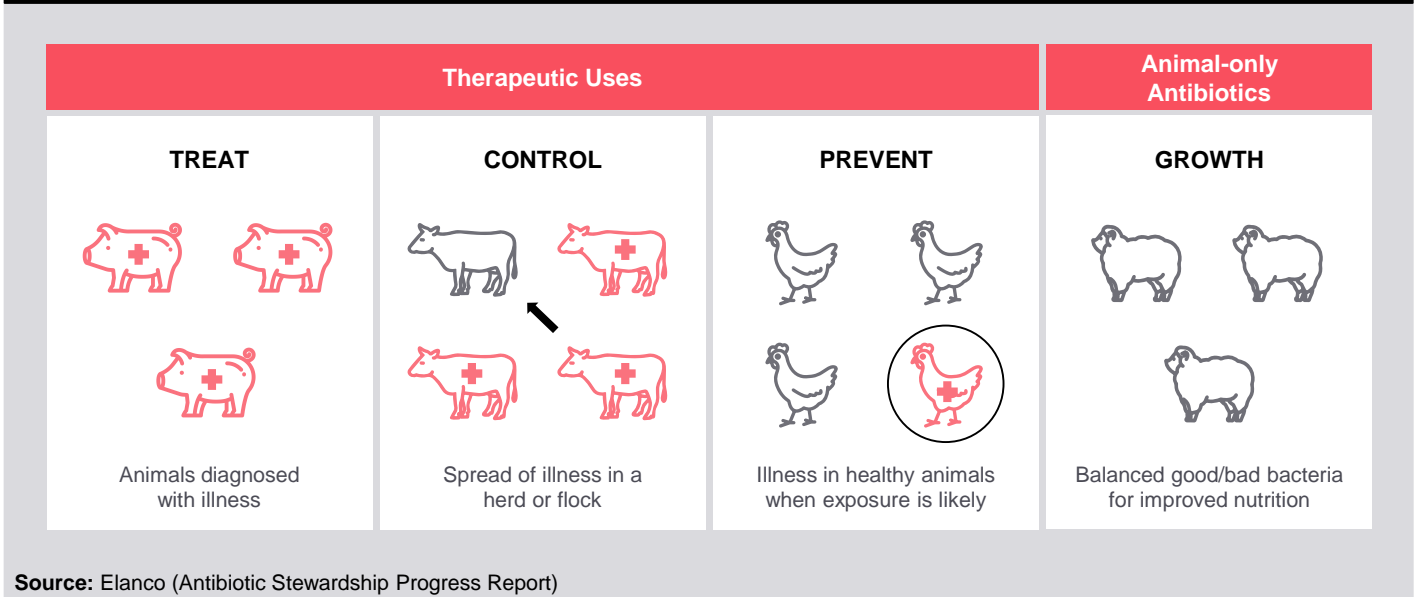 Therapeutic Uses
Animal-only
Antibiotics
TREAT
CONTROL
PREVENT
GROWTH
Animals diagnosed
with illness
Spread of illness in a
herd or flock
Illness in healthy animals
when exposure is likely
Balanced good/bad bacteria
for improved nutrition
Source: Elanco (Antibiotic Stewardship Progress Report)